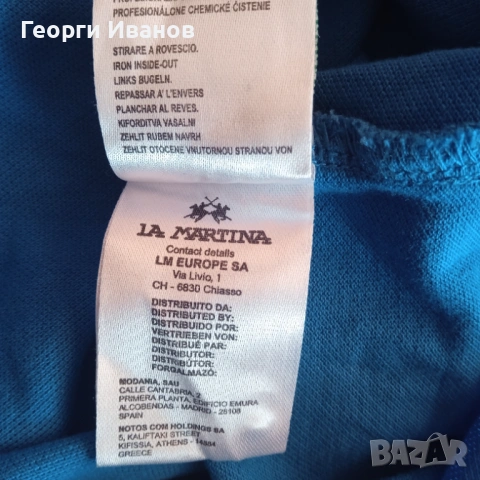 Георги Иванов
PROFESIONÁLONE CHEMICKÉ ČISTENIE
STIRARE A ROVESCIO.
IRON INSIDE-OUT
LINKS BUGELN.
REPASSAR A' L'ENVERS
PLANCHAR AL REVES.
KIFORDITVA VASALNI
ZEHLIT RUBEM NAVRH
ZEHLIT OTOCENE VNUTORNOU STRANOU VON
LA MARTINA
Contact details
LM EUROPE SA
Via Livio, 1
CH - 6830 Chiasso
DISTRIBUITO DA:
DISTRIBUTED BY:
DISTRIBUIDO POR:
VERTRIEBEN VON:
DISTRIBUÉ PAR:
DISTRIBUTOR:
DISTRIBUTOR:
FORGALMAZÓ:
MODANIA, SAU
CALLE CANTABRIA, 2
PRIMERA PLANTA, EDIFICIO EMURA
ALCOBENDAS - MADRID - 28108
SPAIN
NOTOS COM HOLDINGS SA
5, KALIFTAKI STREET
KIFISSIA, ATHENS - 14564
GREECE
BAZAR